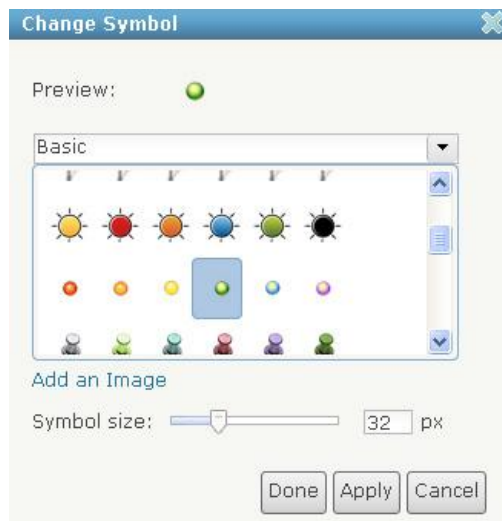 Change Symbol
Preview:
Basic
Add an Image
Symbol size: 32 px
Done Apply Cancel